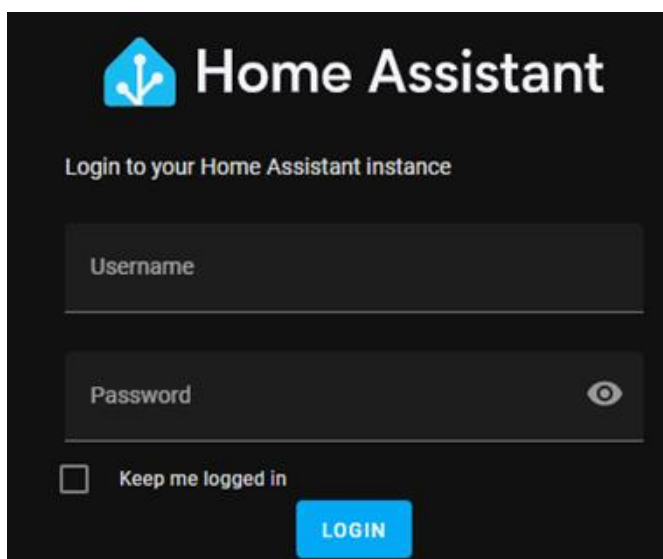 Home Assistant
Login to your Home Assistant instance
Username
Password
Keep me logged in
LOGIN